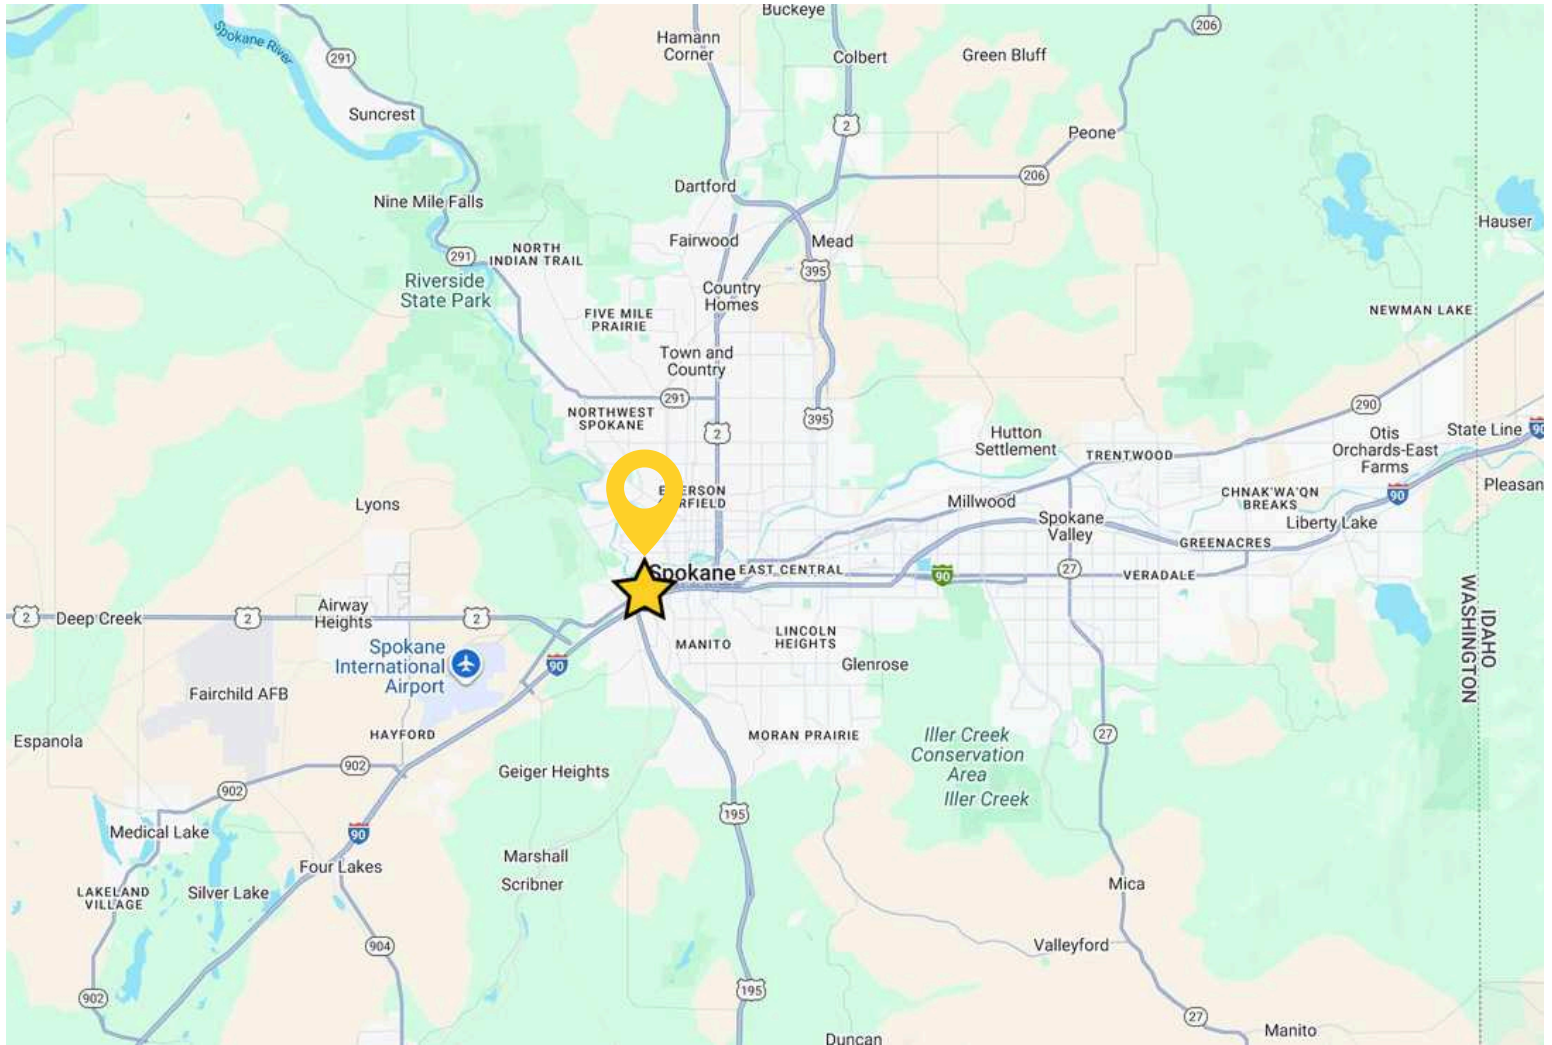 Buckeye
206
Hamann
Corner
Colbert
Green Bluff
Spokane River
291
Suncrest
2
Peone
206
Dartford
Nine Mile Falls
Hauser
Fairwood
Mead
NORTH
INDIAN TRAIL
291
395
Riverside
State Park
Country
Homes
NEWMAN LAKE
FIVE MILE
PRAIRIE
Town and
Country
291
290
NORTHWEST
SPOKANE
395
2
Hutton
Settlement
State Line
90
Otis
Orchards-East
Farms
TRENTWOOD
Pleasan
90
CHNAK'WA'QN
BREAKS
Lyons
Millwood
Spokane
Valley
Liberty Lake
GREENACRES
Spokane
EAST CENTRAL
90
27
VERADALE
2
Deep Creek
2
Airway
Heights
2
IDAHO
WASHINGTON
MANITO
LINCOLN
HEIGHTS
Spokane
International
Airport
90
Glenrose
Fairchild AFB
Espanola
HAYFORD
MORAN PRAIRIE
27
Iller Creek
Conservation
Area
Iller Creek
902
Geiger Heights
902
195
Medical Lake
90
Four Lakes
Marshall
Scribner
LAKELAND
VILLAGE
Silver Lake
Mica
904
Valleyford
902
195
27
Manito
Duncan